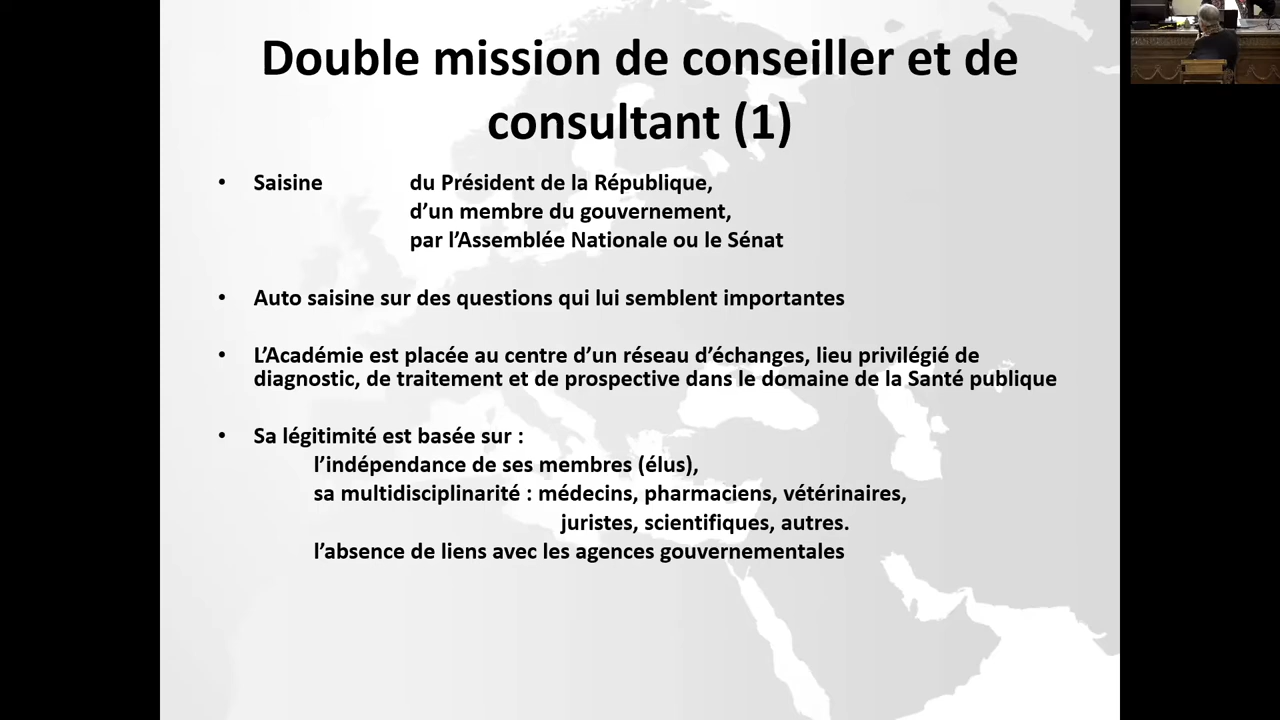 Double mission de conseiller et de
consultant (1)
• Saisine du Président de la République,
d’un membre du gouvernement,
par l’Assemblée Nationale ou le Sénat
• Auto saisine sur des questions qui lui semblent importantes
• L’Académie est placée au centre d’un réseau d’échanges, lieu privilégié de
diagnostic, de traitement et de prospective dans le domaine de la Santé publique
• Sa légitimité est basée sur :
l’indépendance de ses membres (élus),
sa multidisciplinarité : médecins, pharmaciens, vétérinaires,
juristes, scientifiques, autres.
l’absence de liens avec les agences gouvernementales